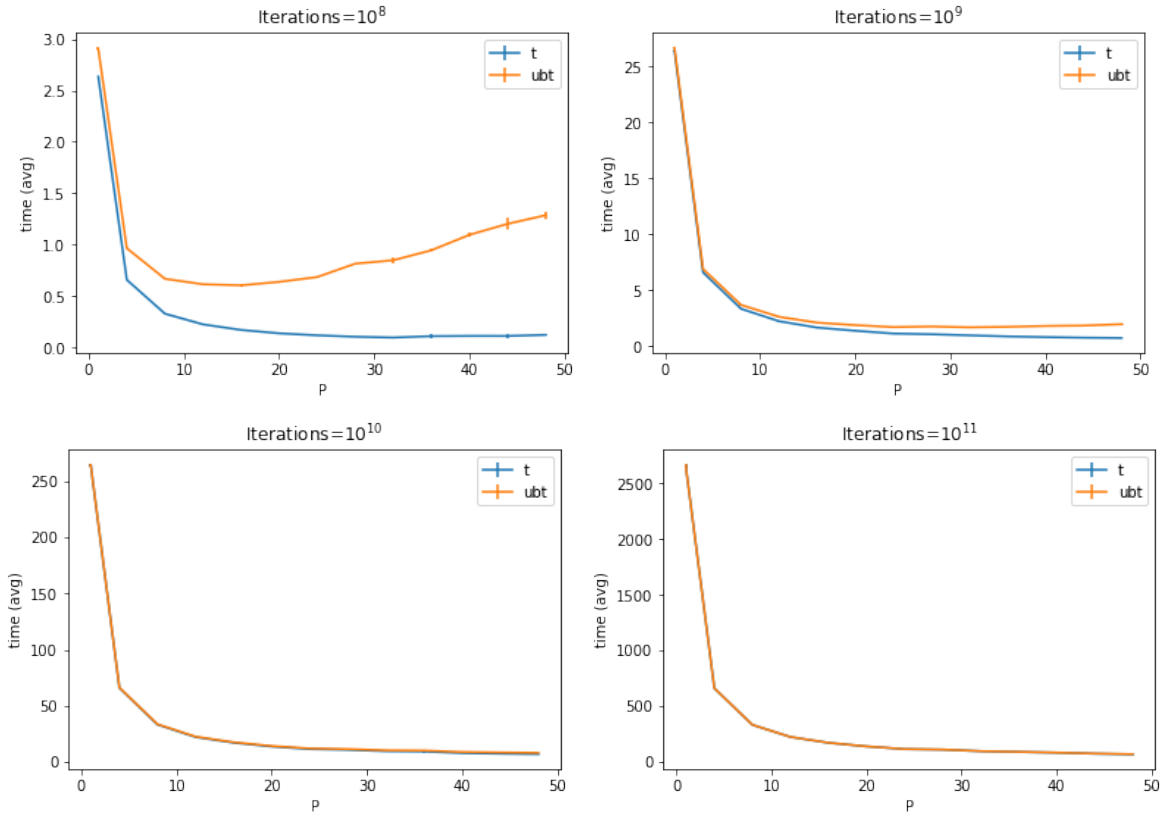 Iterations=10^8
3.0
2.5
2.0
1.5
1.0
0.5
0.0
time (avg)
t
ubt
0 10 20 30 40 50
P
Iterations=10^9
25
20
15
10
5
0
time (avg)
t
ubt
0 10 20 30 40 50
P
Iterations=10^10
250
200
150
100
50
0
time (avg)
t
ubt
0 10 20 30 40 50
P
Iterations=10^11
2500
2000
1500
1000
500
0
time (avg)
t
ubt
0 10 20 30 40 50
P